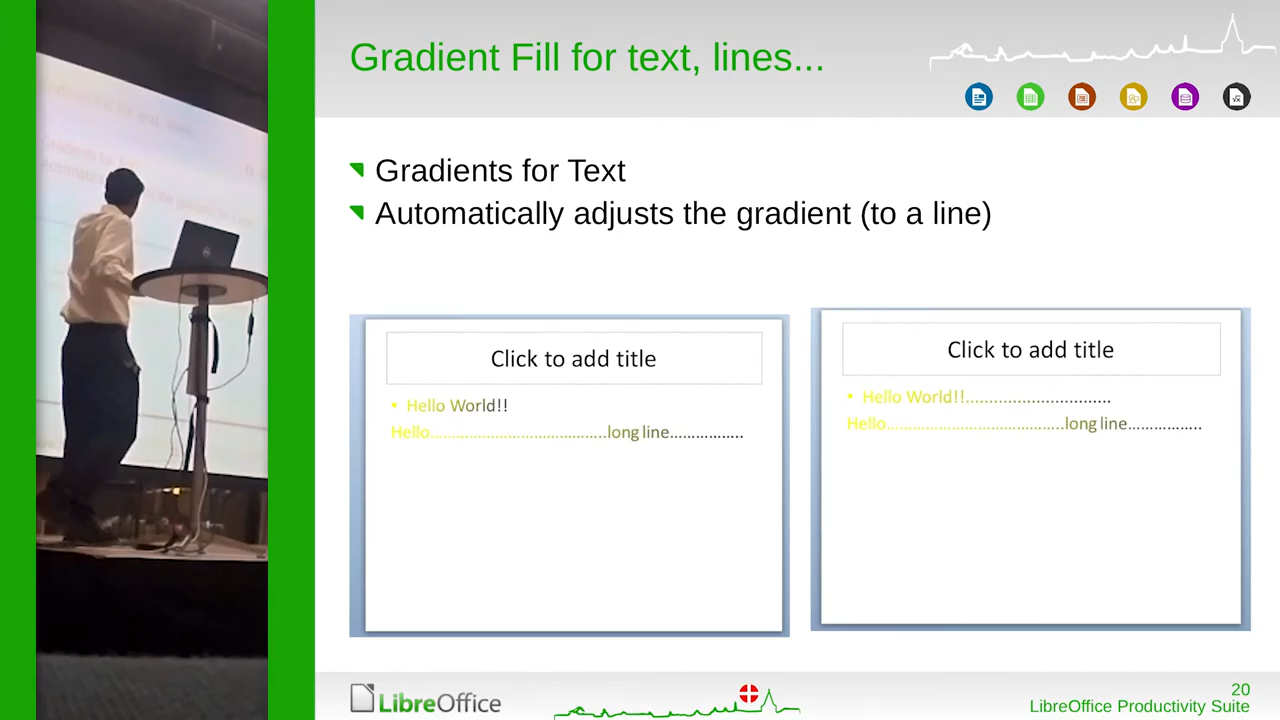 Gradient Fill for text, lines...
Gradients for Text
Automatically adjusts the gradient (to a line)
Click to add title
• Hello World!!
Hello........................................long line.................
Click to add title
• Hello World!!...............................
Hello........................................long line.................
LibreOffice
20
LibreOffice Productivity Suite